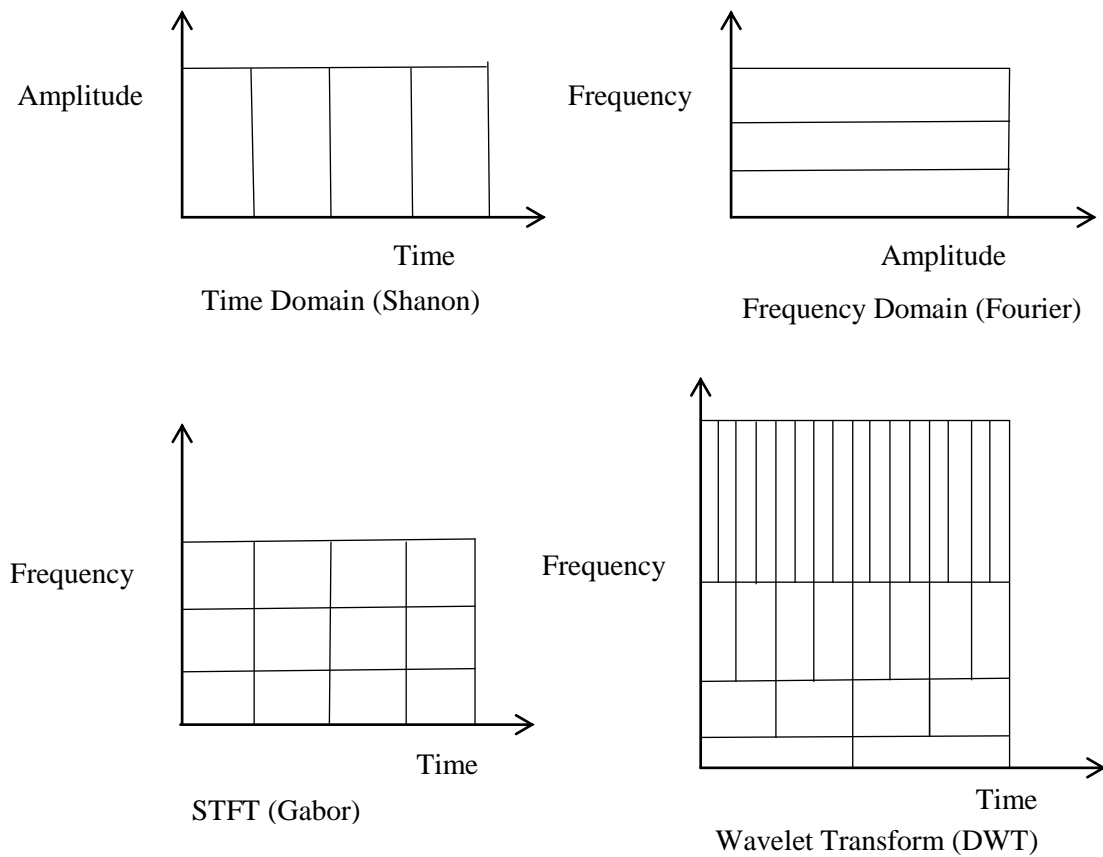 Amplitude
Time
Time Domain (Shanon)
Frequency
Amplitude
Frequency Domain (Fourier)
Frequency
Time
STFT (Gabor)
Frequency
Time
Wavelet Transform (DWT)